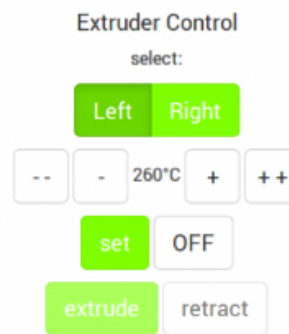 Extruder Control
select:
Left Right
-- - 260°C + ++
set OFF
extrude retract